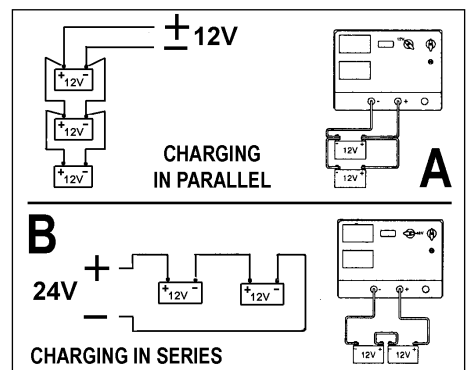 + 12V
−
+ −
12V
+ −
12V
+ −
12V
CHARGING
IN PARALLEL
- +
12V
12V
A
B
+
24V
−
+ −
12V
+ −
12V
CHARGING IN SERIES
- +
- + - +
12V 12V